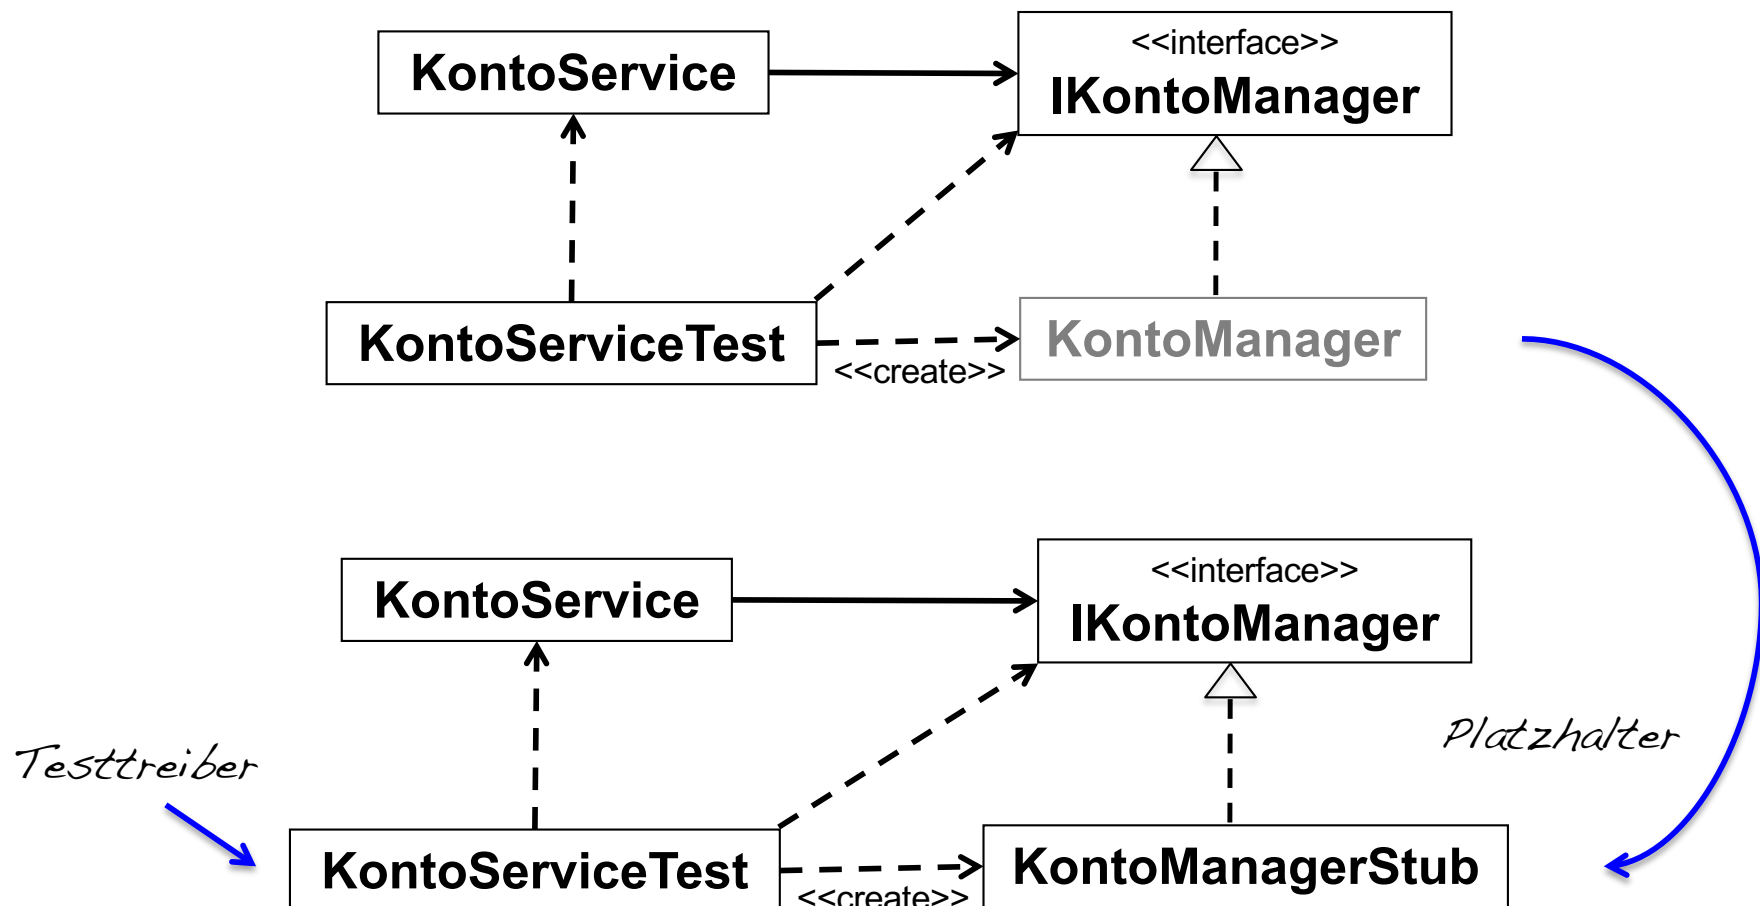 <<interface>>
KontoService
IKontoManager
KontoServiceTest
KontoManager
<<create>>
<<interface>>
KontoService
IKontoManager
Platzhalter
Testtreiber
KontoServiceTest
KontoManagerStub
<<create>>